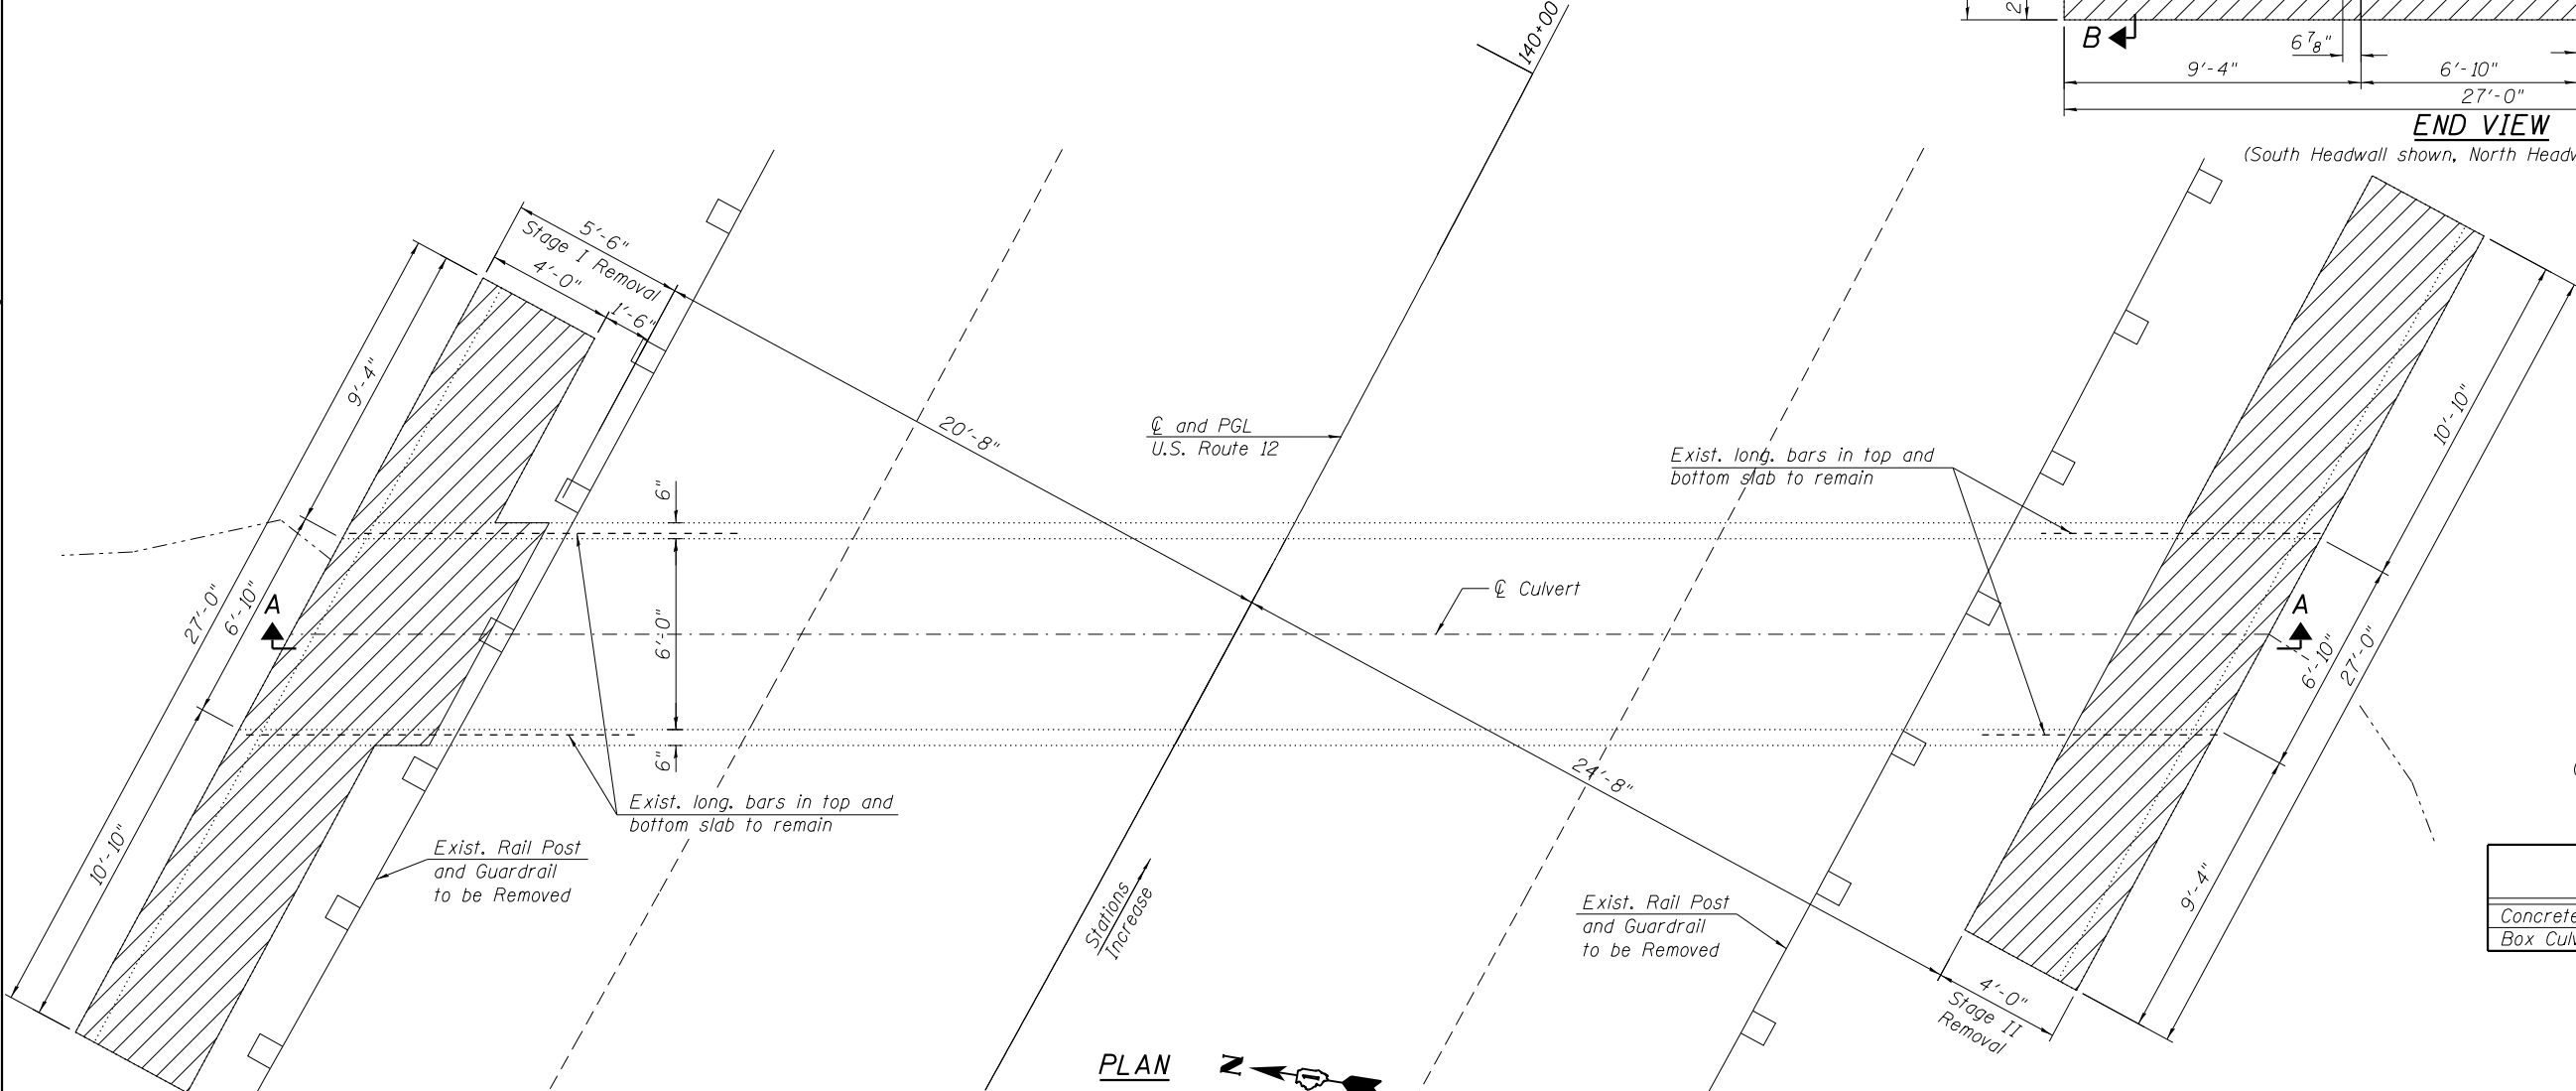 140+00
2
B
6 7/8"
9'-4"
6'-10"
27'-0"
END VIEW
(South Headwall shown, North Headw
5'-6"
Stage I Removal
4'-0"
1'-6"
9'-4"
20'-8"
℄ and PGL
U.S. Route 12
Exist. long. bars in top and
bottom slab to remain
10'-10"
6"
6'-0"
6"
27'-0"
6'-10"
A
℄ Culvert
A
6'-10"
27'-0"
24'-8"
Exist. long. bars in top and
bottom slab to remain
10'-10"
Exist. Rail Post
and Guardrail
to be Removed
Stations
Increase
Exist. Rail Post
and Guardrail
to be Removed
9'-4"
Concrete
Box Culv
4'-0"
Stage II
Removal
PLAN
N